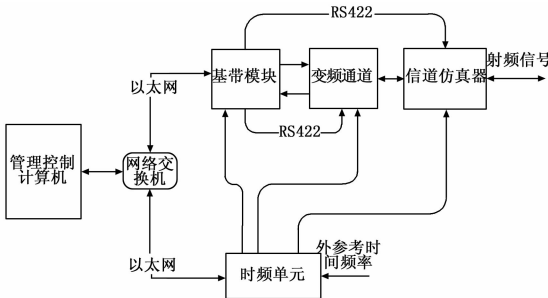 RS422
以太网
基带模块
变频通道
信道仿真器
射频信号
RS422
管理控制
计算机
网络交
换机
以太网
时频单元
外参考时
间频率